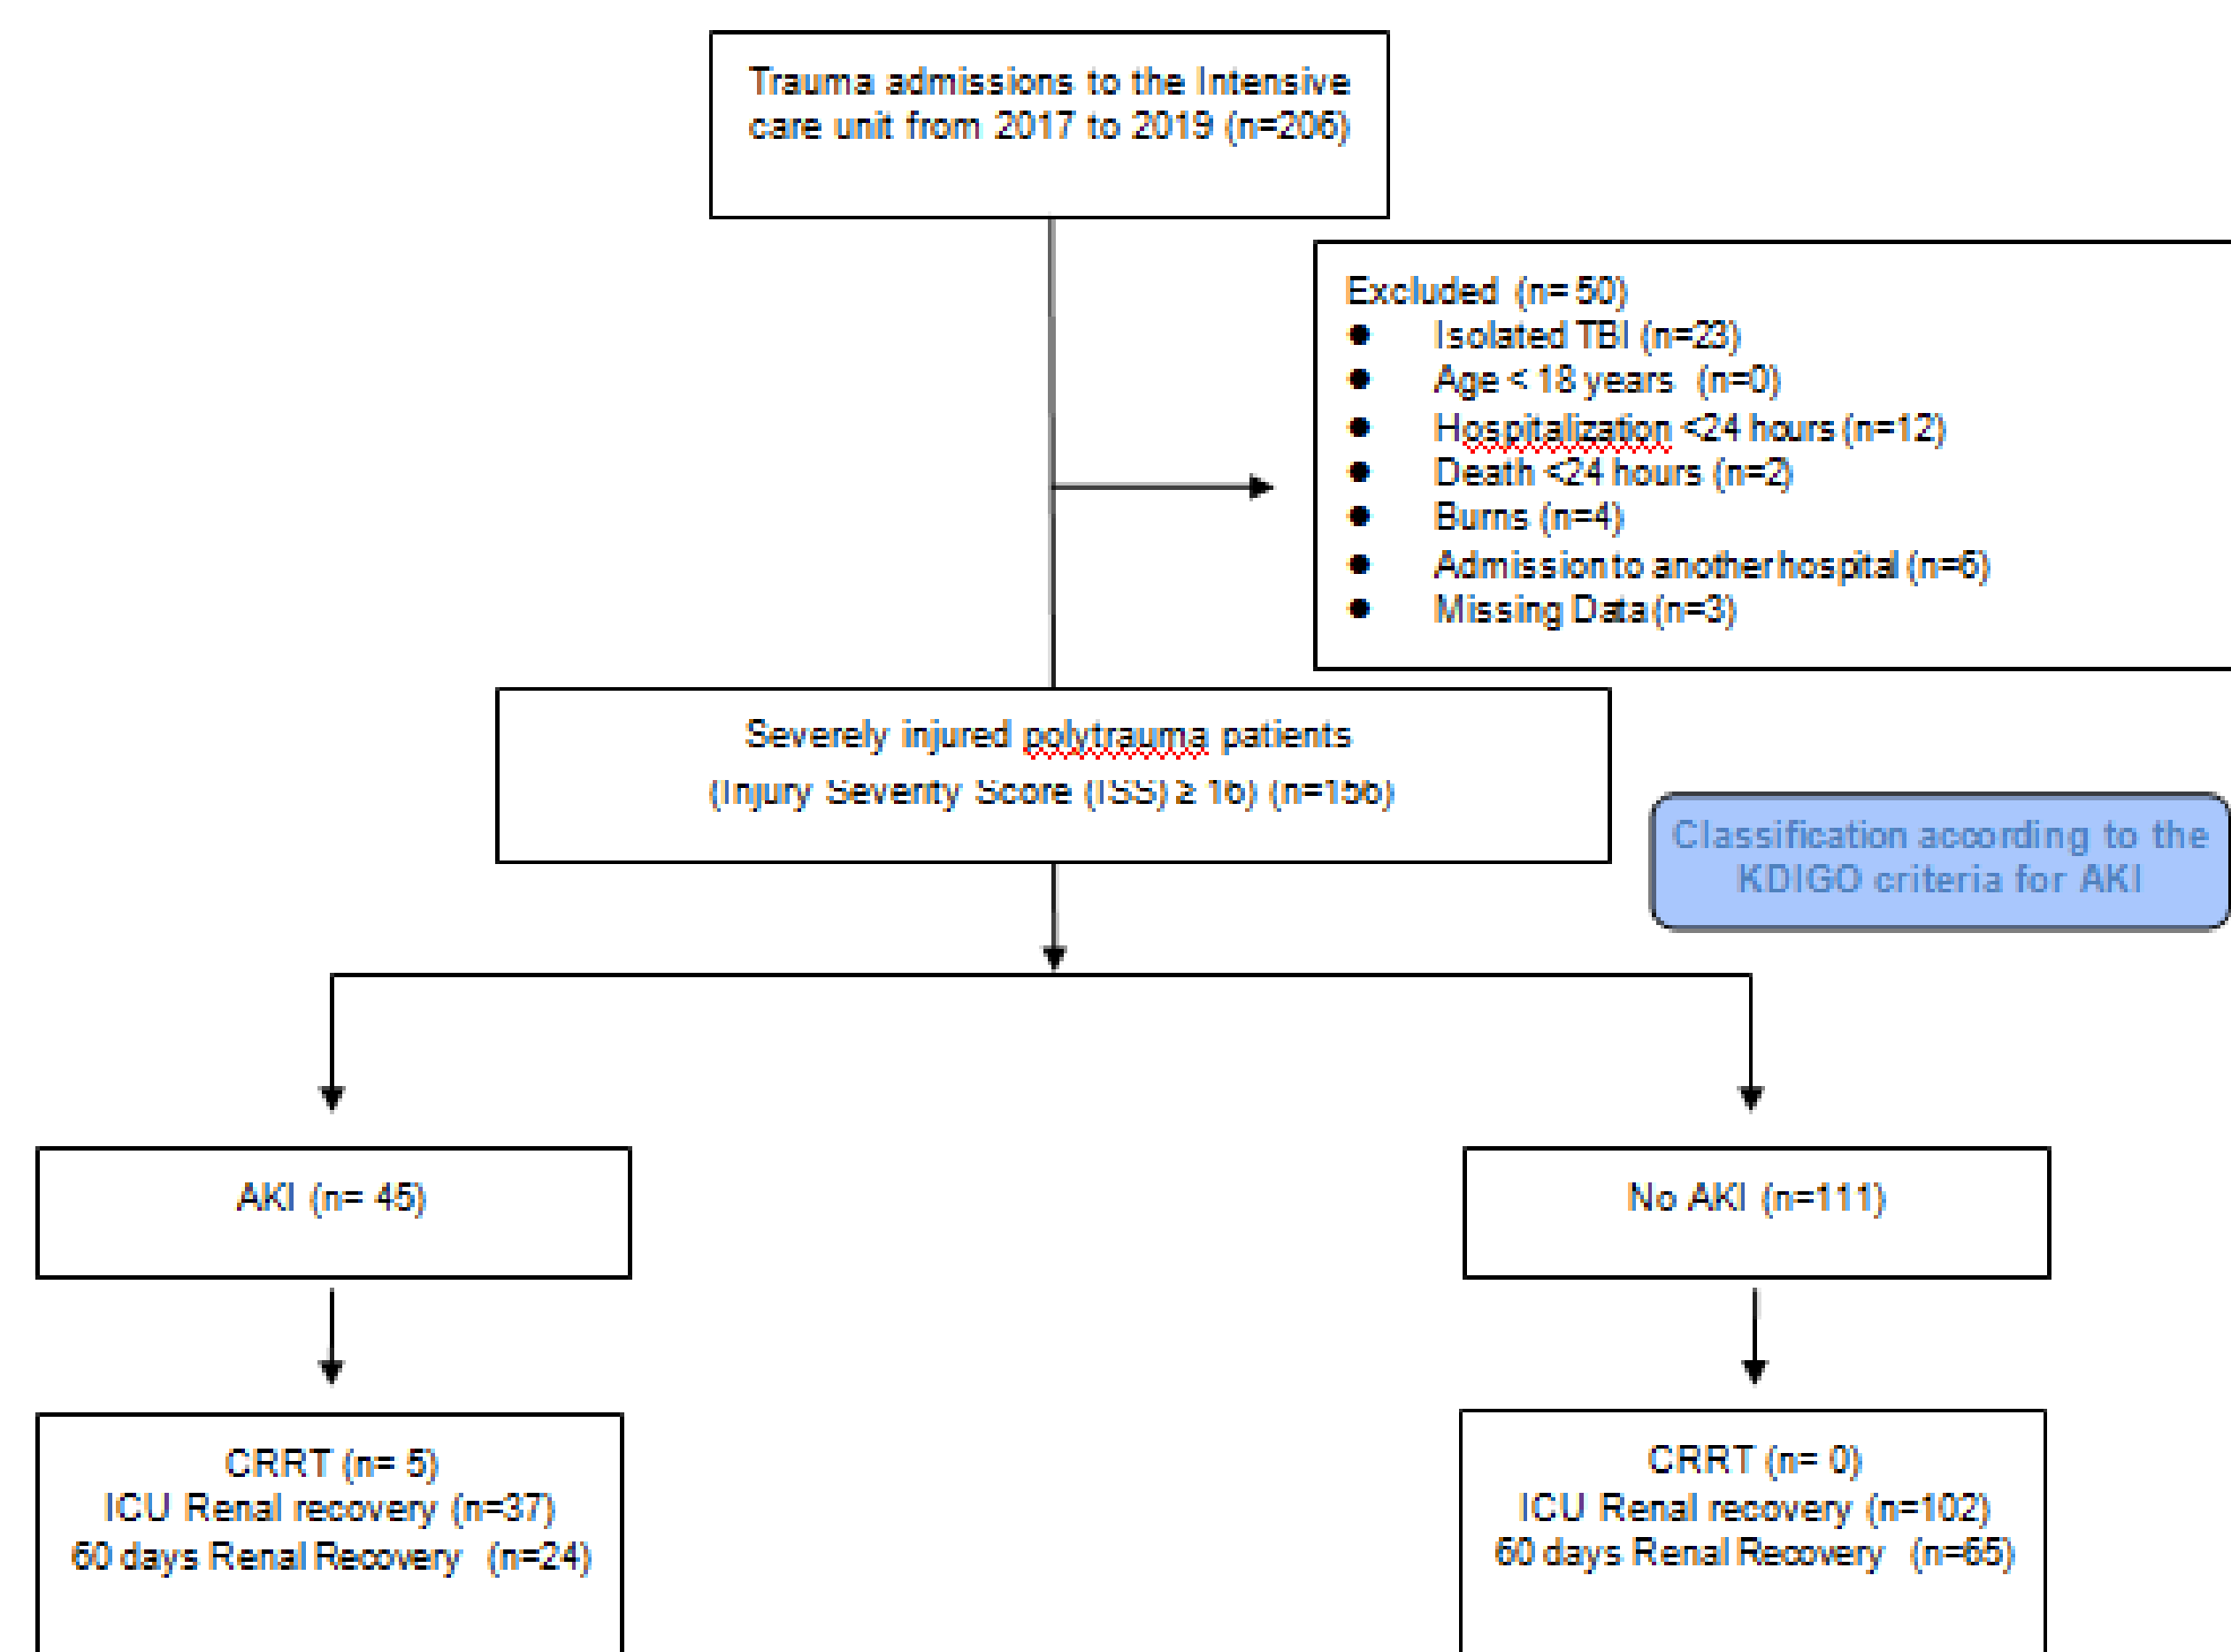 Trauma admissions to the Intensive
care unit from 2017 to 2019 (n=206)
Excluded (n= 50)
● Isolated TBI (n=23)
● Age < 18 years (n=0)
● Hospitalization <24 hours (n=12)
● Death <24 hours (n=2)
● Burns (n=4)
● Admission to another hospital (n=6)
● Missing Data (n=3)
Severely injured polytrauma patients
(Injury Severity Score (ISS) ≥ 16) (n=156)
Classification according to the
KDIGO criteria for AKI
AKI (n= 45)
No AKI (n=111)
CRRT (n= 5)
ICU Renal recovery (n=37)
60 days Renal Recovery (n=24)
CRRT (n= 0)
ICU Renal recovery (n=102)
60 days Renal Recovery (n=65)